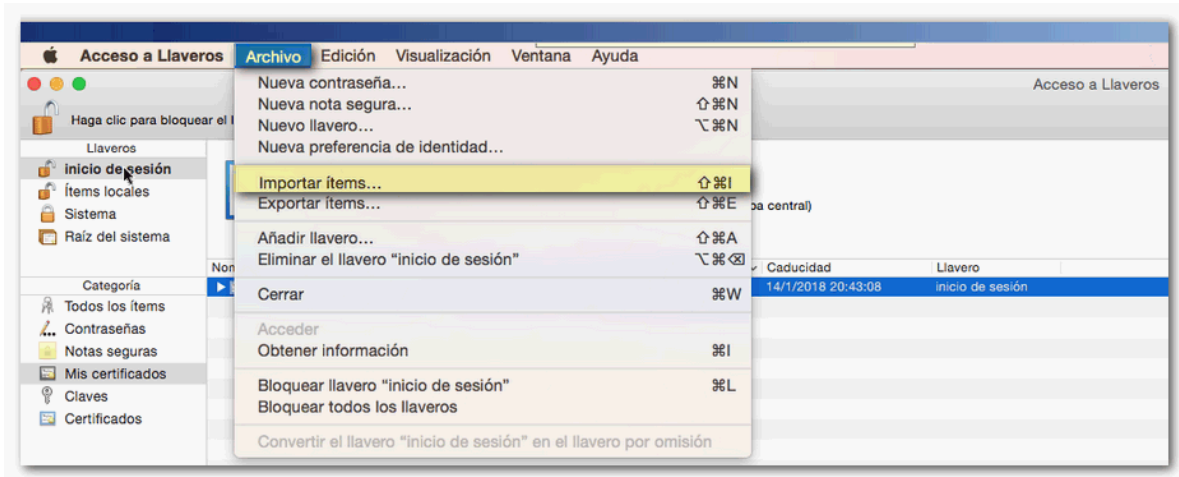 Acceso a Llaveros Archivo Edición Visualización Ventana Ayuda
Acceso a Llaveros
Haga clic para bloquear el
Llaveros
inicio de sesión
Ítems locales
Sistema
Raíz del sistema
Categoría
Todos los ítems
Contraseñas
Notas seguras
Mis certificados
Claves
Certificados
Nueva contraseña... ⌘N
Nueva nota segura... ⇧⌘N
Nuevo llavero... ⌥⌘N
Nueva preferencia de identidad...
Importar ítems... ⇧⌘I
Exportar ítems... ⇧⌘E
Añadir llavero... ⇧⌘A
Eliminar el llavero “inicio de sesión” ⌥⌘⌫
Cerrar ⌘W
Acceder
Obtener información ⌘I
Bloquear llavero “inicio de sesión” ⌘L
Bloquear todos los llaveros
Convertir el llavero “inicio de sesión” en el llavero por omisión
central)
Caducidad Llavero
14/1/2018 20:43:08 inicio de sesión